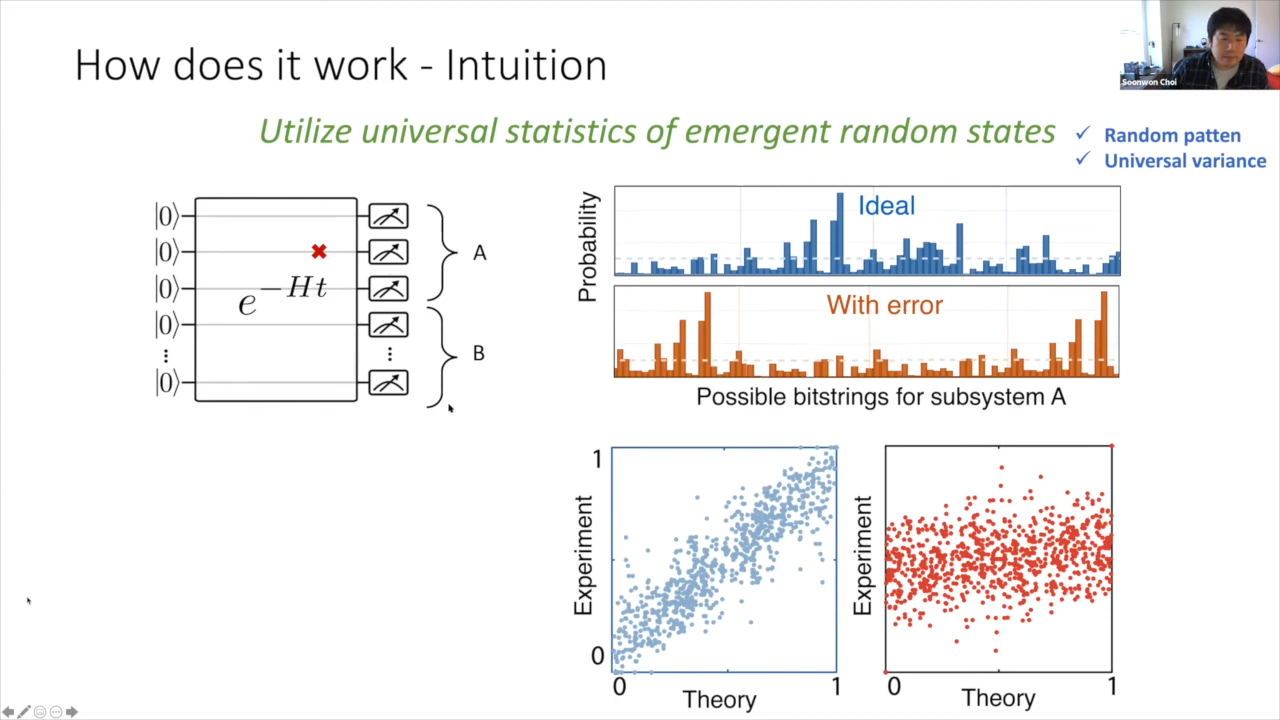 How does it work - Intuition
Soonwon Choi
Utilize universal statistics of emergent random states
✓ Random patten
✓ Universal variance
|0⟩
|0⟩
|0⟩
|0⟩
⋮
|0⟩
e^{-Ht}
⋮
A
B
Probability
Ideal
With error
Possible bitstrings for subsystem A
Experiment
1
0
0
1
Theory
Experiment
0
1
Theory